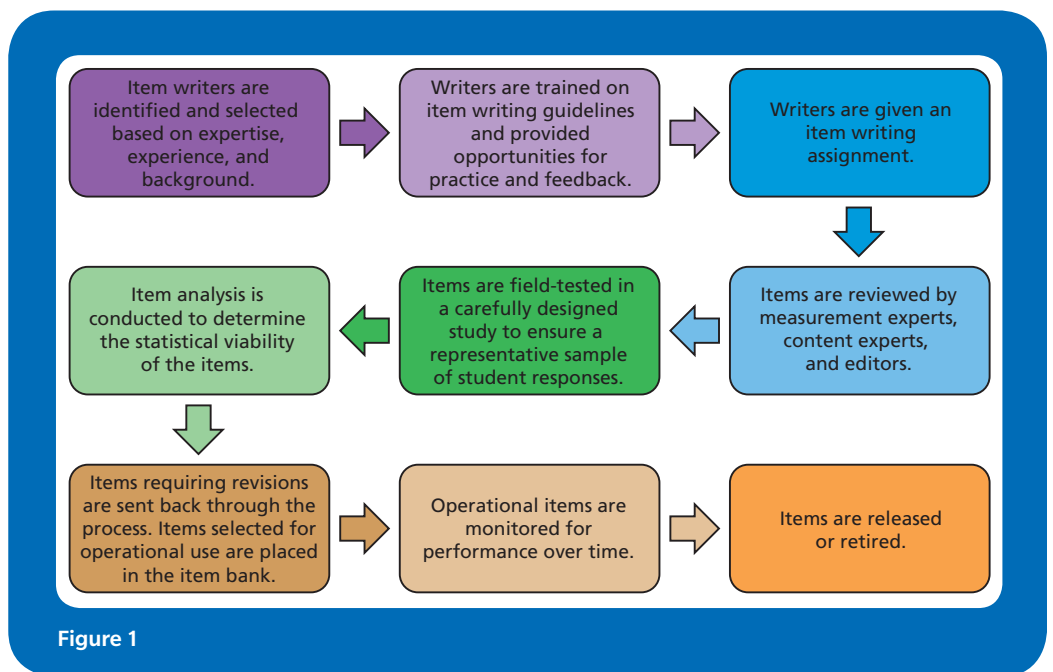 Item writers are
identified and selected
based on expertise,
experience, and
background.
Writers are trained on
item writing guidelines
and provided
opportunities for
practice and feedback.
Writers are given an
item writing
assignment.
Items are reviewed by
measurement experts,
content experts,
and editors.
Items are field-tested in
a carefully designed
study to ensure a
representative sample
of student responses.
Item analysis is
conducted to determine
the statistical viability
of the items.
Items requiring revisions
are sent back through the
process. Items selected for
operational use are placed
in the item bank.
Operational items are
monitored for
performance over time.
Items are released
or retired.
Figure 1